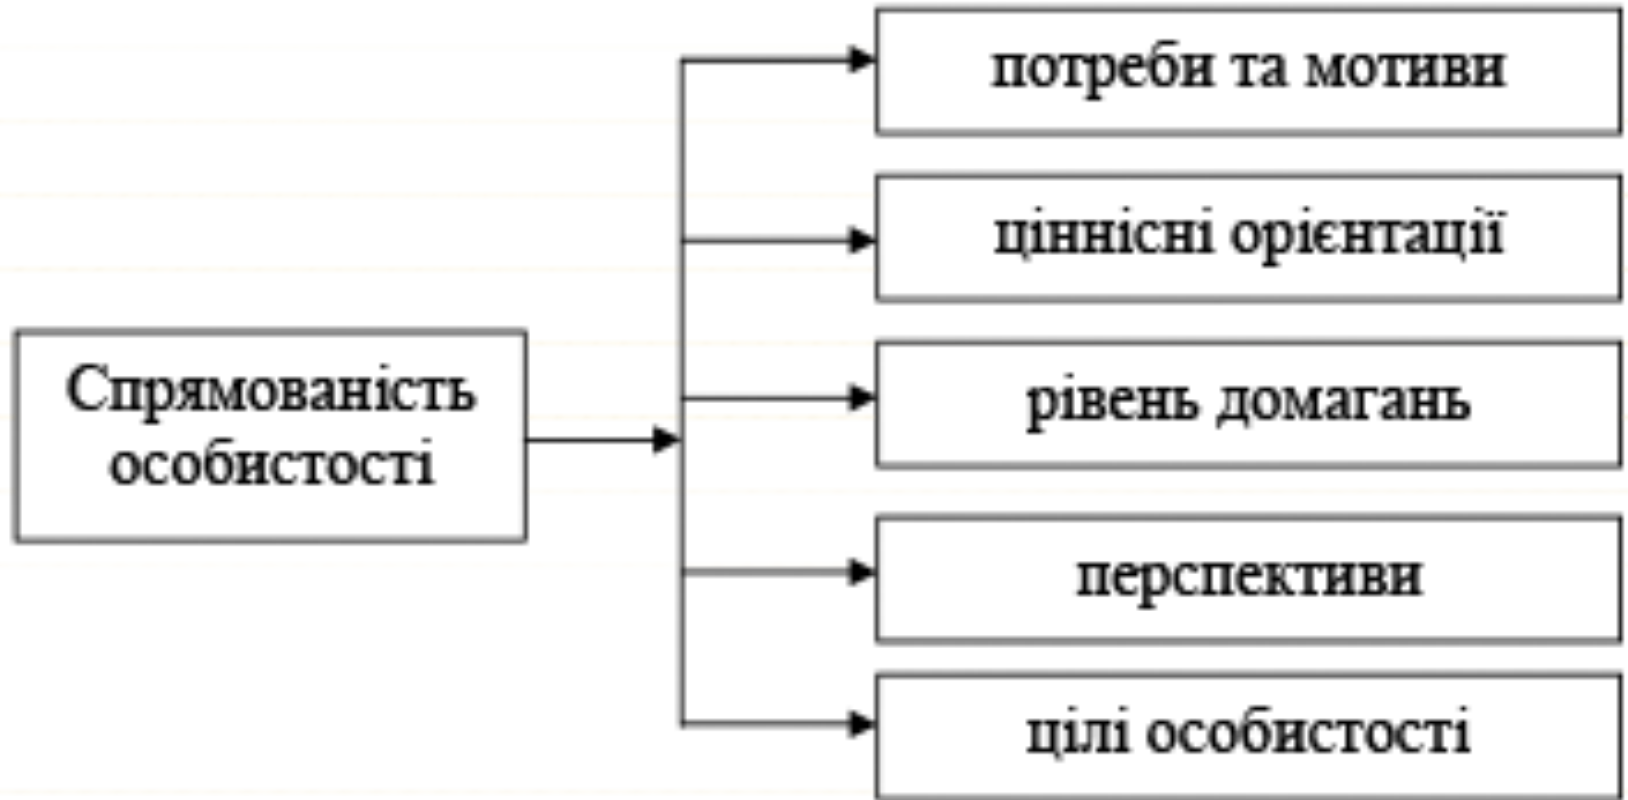 Спрямованість
особистості
потреби та мотиви
ціннісні орієнтації
рівень домагань
перспективи
цілі особистості